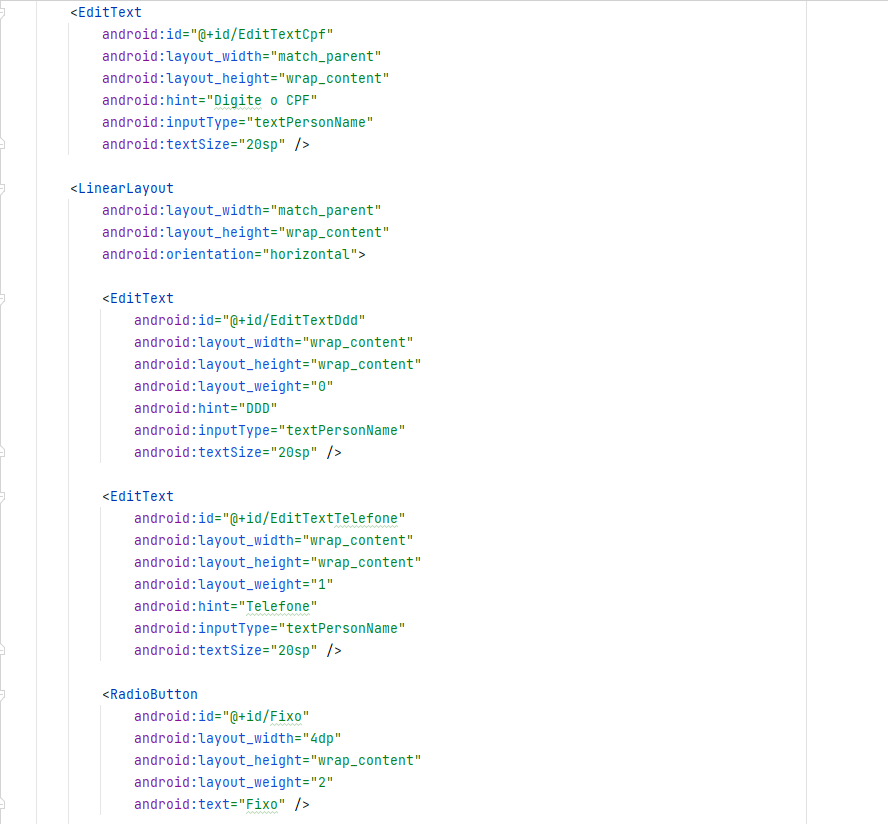 <EditText
android:id="@+id/EditTextCpf"
android:layout_width="match_parent"
android:layout_height="wrap_content"
android:hint="Digite o CPF"
android:inputType="textPersonName"
android:textSize="20sp" />
<LinearLayout
android:layout_width="match_parent"
android:layout_height="wrap_content"
android:orientation="horizontal">
<EditText
android:id="@+id/EditTextDdd"
android:layout_width="wrap_content"
android:layout_height="wrap_content"
android:layout_weight="0"
android:hint="DDD"
android:inputType="textPersonName"
android:textSize="20sp" />
<EditText
android:id="@+id/EditTextTelefone"
android:layout_width="wrap_content"
android:layout_height="wrap_content"
android:layout_weight="1"
android:hint="Telefone"
android:inputType="textPersonName"
android:textSize="20sp" />
<RadioButton
android:id="@+id/Fixo"
android:layout_width="4dp"
android:layout_height="wrap_content"
android:layout_weight="2"
android:text="Fixo" />